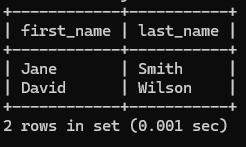 +------------+-----------+
| first_name | last_name |
+------------+-----------+
| Jane       | Smith     |
| David      | Wilson    |
+------------+-----------+
2 rows in set (0.001 sec)